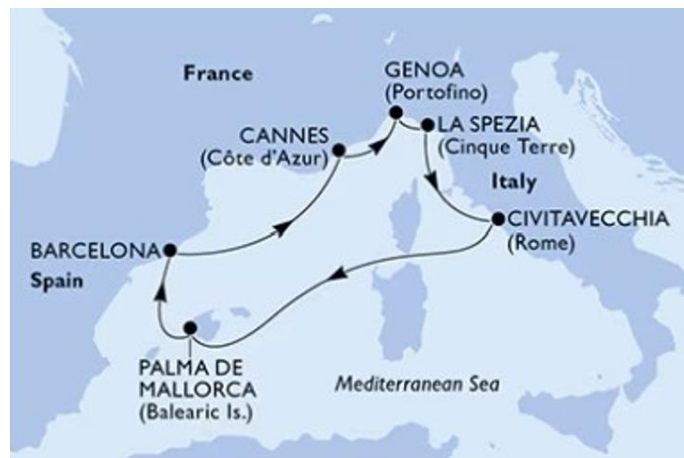 France
GENOA
(Portofino)
CANNES
(Côte d'Azur)
LA SPEZIA
(Cinque Terre)
Italy
CIVITAVECCHIA
(Rome)
BARCELONA
Spain
PALMA DE
MALLORCA
(Balearic Is.)
Mediterranean Sea